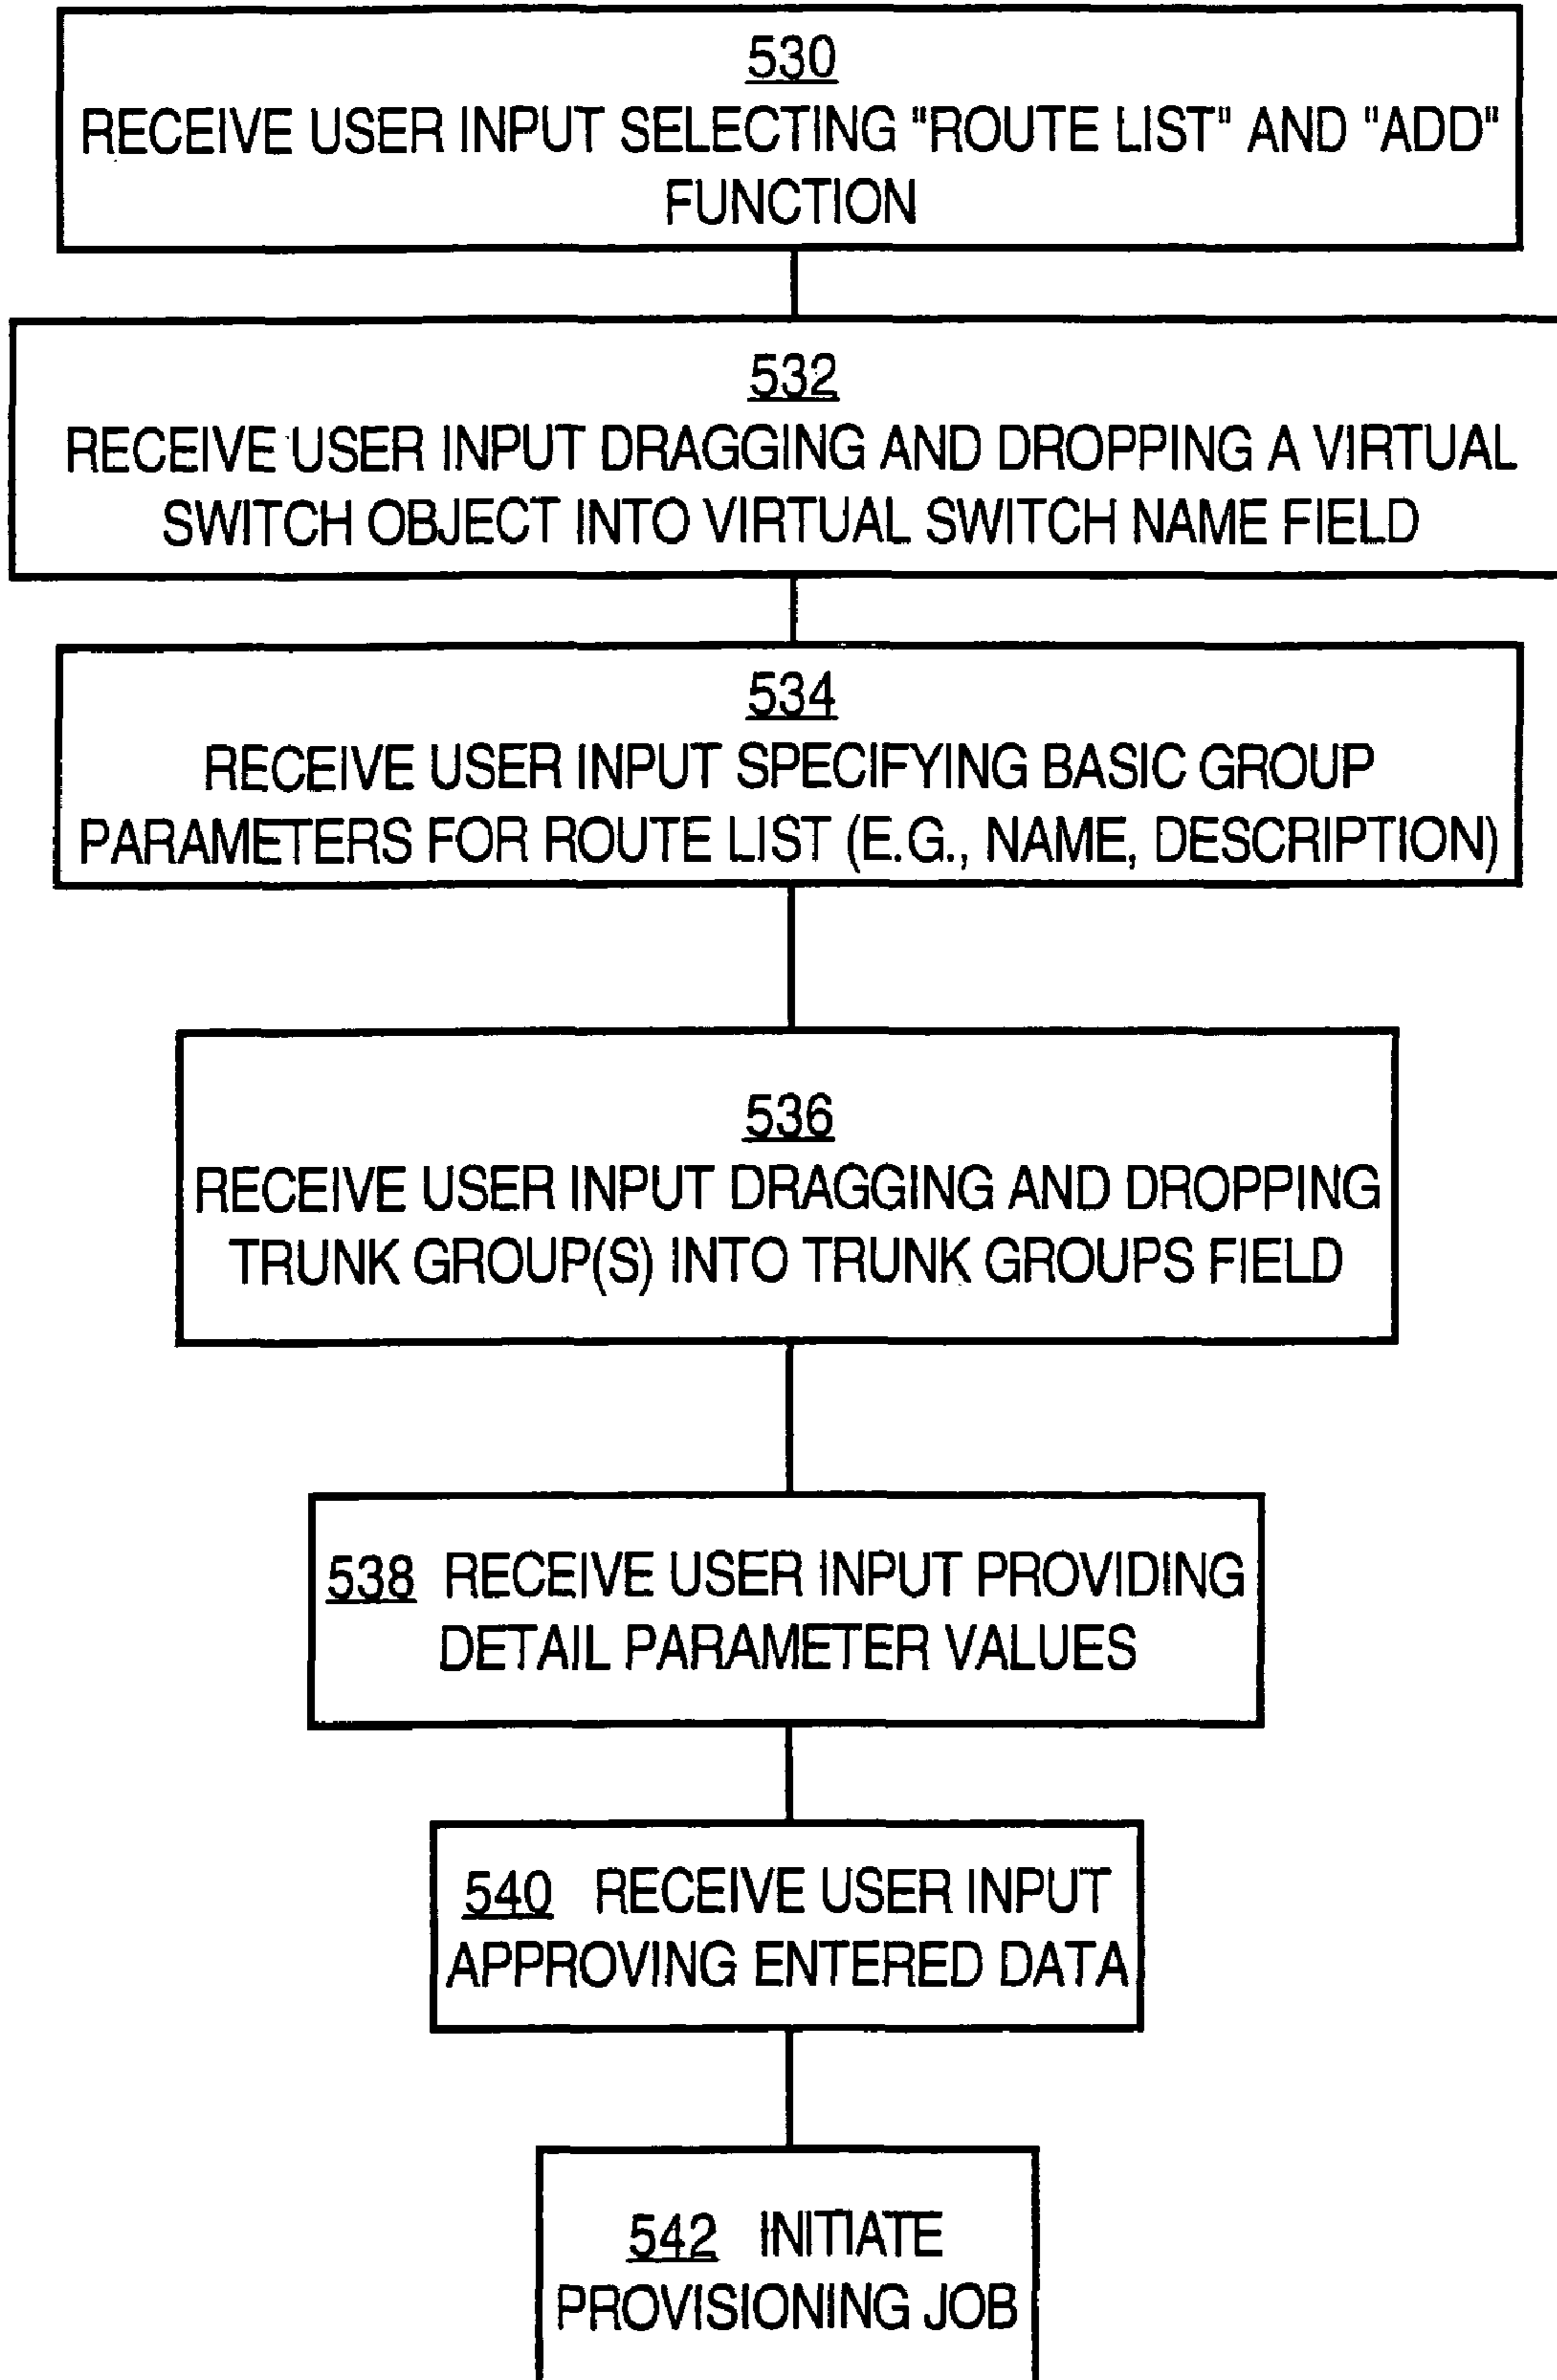 530
RECEIVE USER INPUT SELECTING "ROUTE LIST" AND "ADD"
FUNCTION
532
RECEIVE USER INPUT DRAGGING AND DROPPING A VIRTUAL
SWITCH OBJECT INTO VIRTUAL SWITCH NAME FIELD
534
RECEIVE USER INPUT SPECIFYING BASIC GROUP
PARAMETERS FOR ROUTE LIST (E.G., NAME, DESCRIPTION)
536
RECEIVE USER INPUT DRAGGING AND DROPPING
TRUNK GROUP(S) INTO TRUNK GROUPS FIELD
538 RECEIVE USER INPUT PROVIDING
DETAIL PARAMETER VALUES
540 RECEIVE USER INPUT
APPROVING ENTERED DATA
542 INITIATE
PROVISIONING JOB